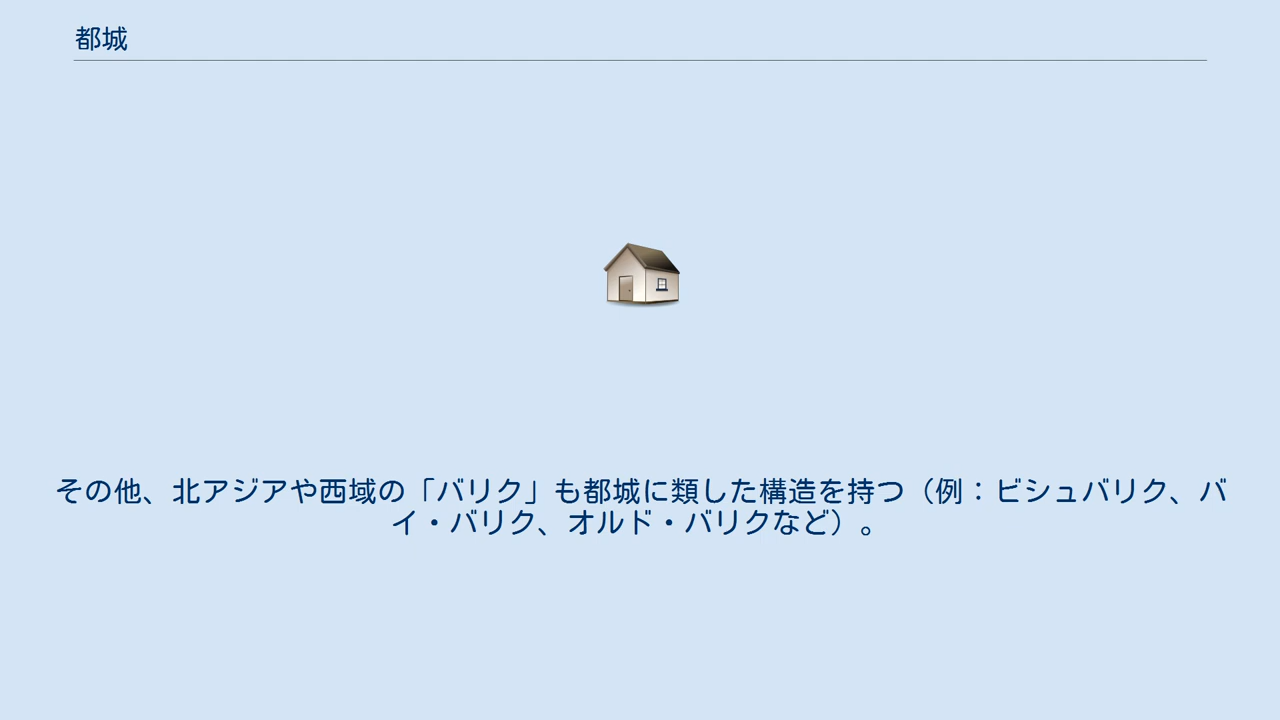 都城
その他、北アジアや西域の「バリク」も都城に類した構造を持つ（例：ビシュバリク、バ
イ・バリク、オルド・バリクなど）。